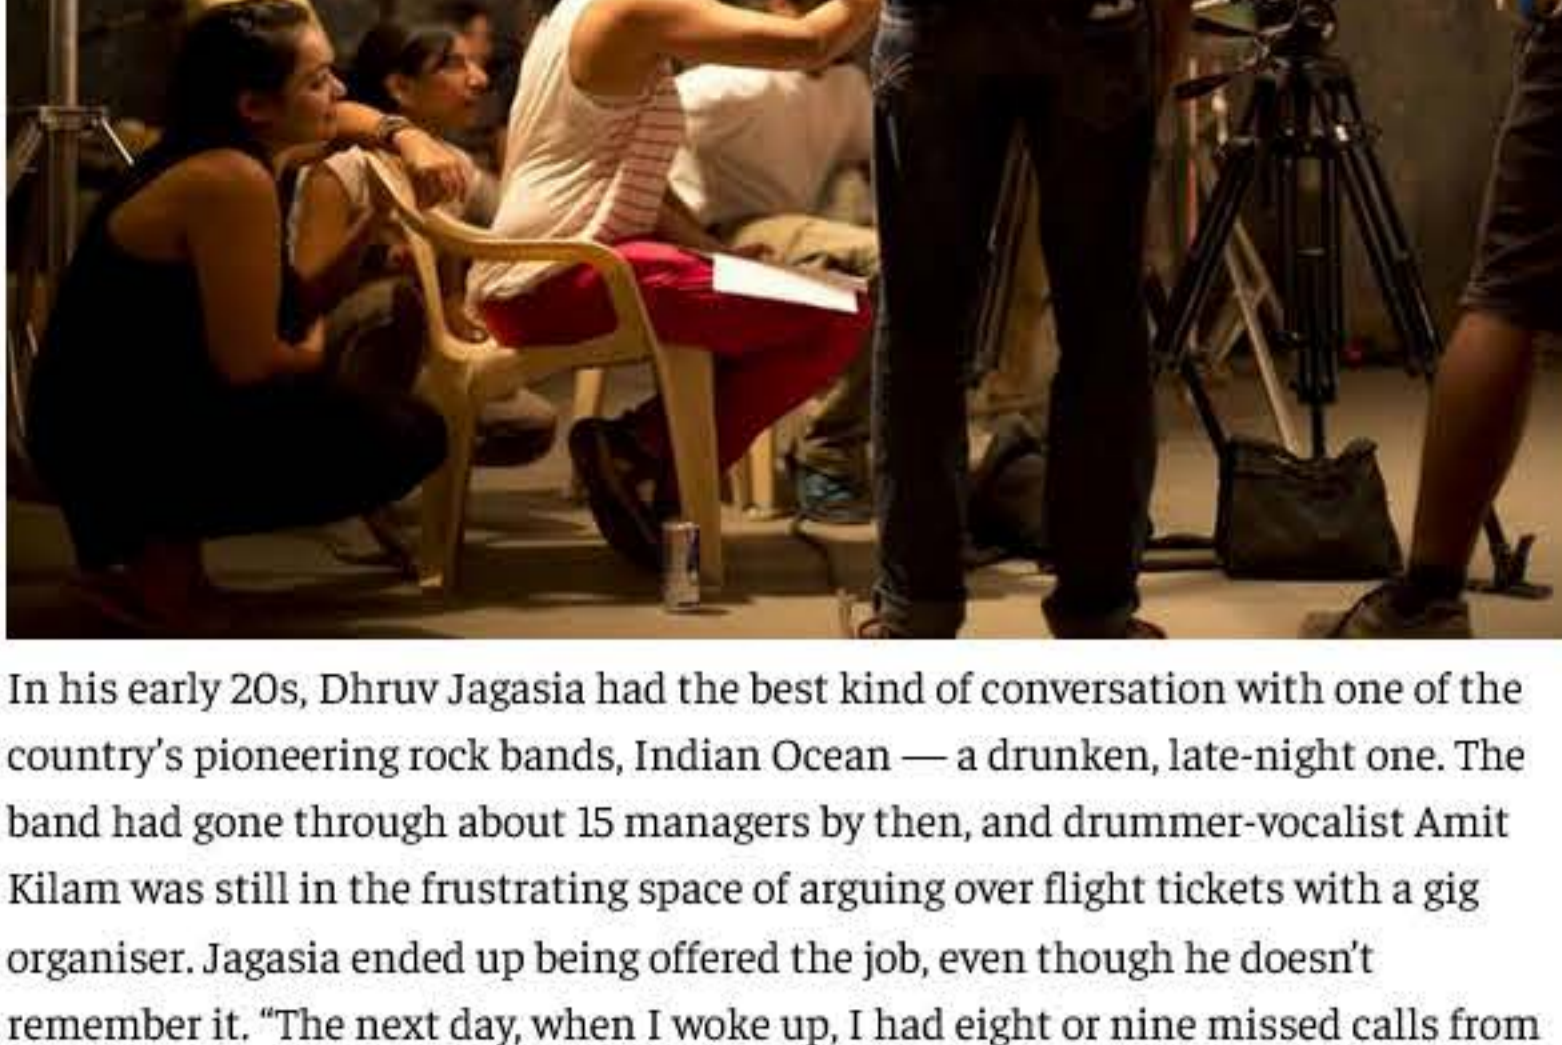 In his early 20s, Dhruv Jagasia had the best kind of conversation with one of the
country’s pioneering rock bands, Indian Ocean — a drunken, late-night one. The
band had gone through about 15 managers by then, and drummer-vocalist Amit
Kilam was still in the frustrating space of arguing over flight tickets with a gig
organiser. Jagasia ended up being offered the job, even though he doesn’t
remember it. “The next day, when I woke up, I had eight or nine missed calls from